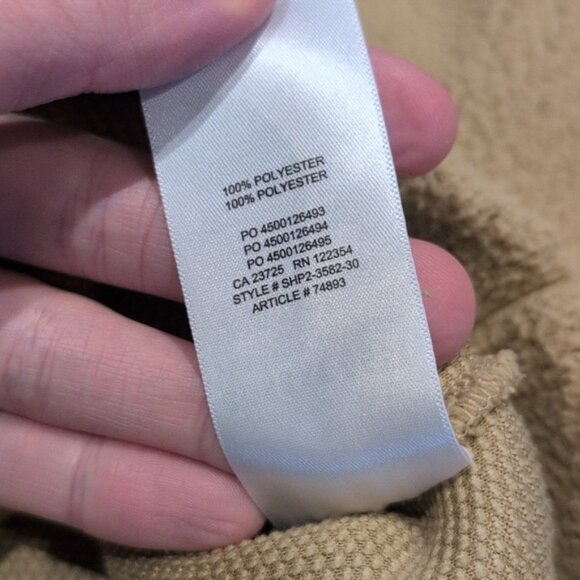 100% POLYESTER
100% POLYESTER
PO 4500126493
PO 4500126494
PO 4500126495
CA 23725 RN 122354
STYLE # SHP2-3582-30
ARTICLE # 74893